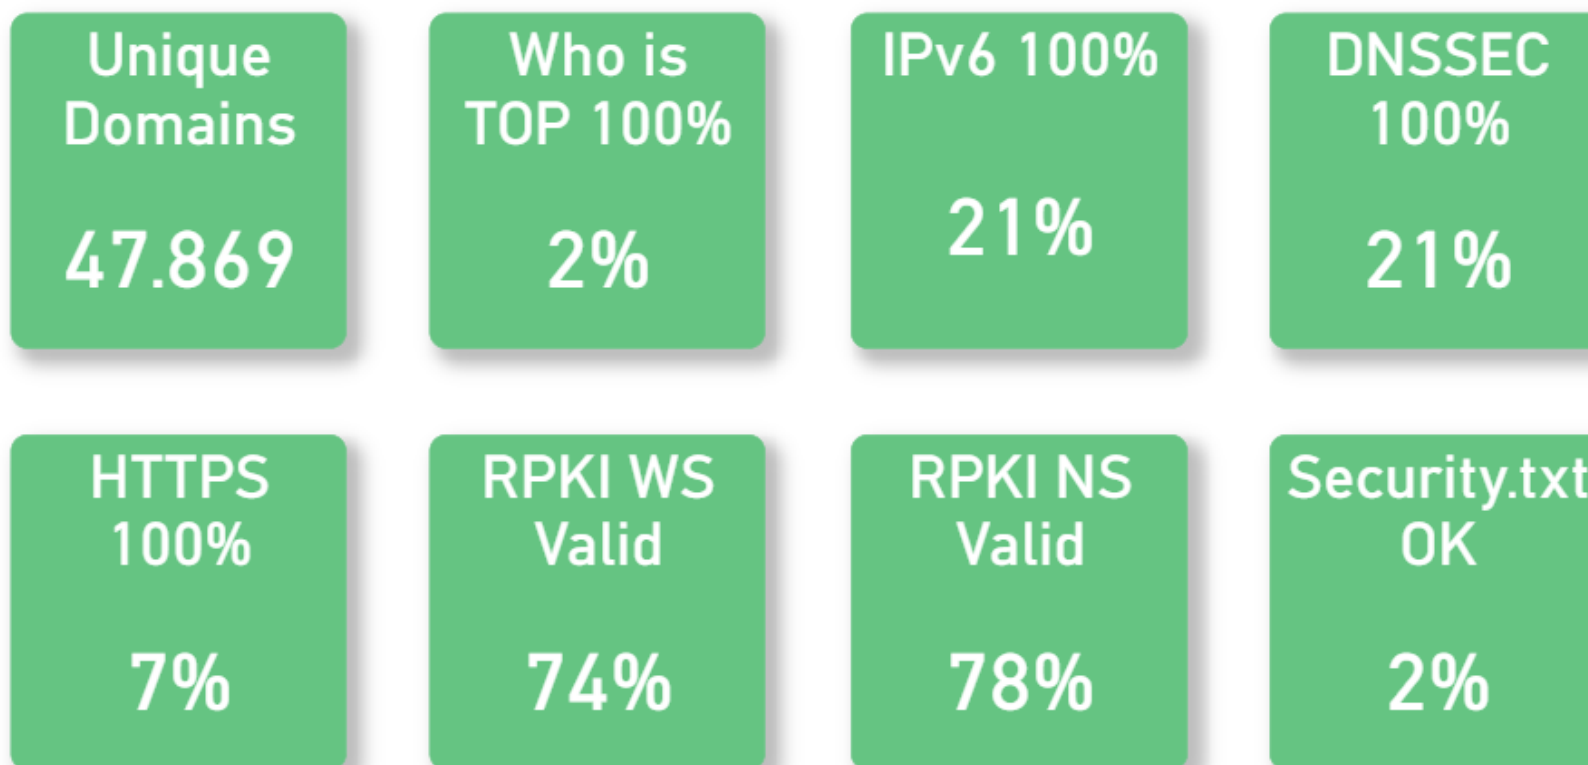 Unique
Domains
47.869
Who is
TOP 100%
2%
IPv6 100%
21%
DNSSEC
100%
21%
HTTPS
100%
7%
RPKI WS
Valid
74%
RPKI NS
Valid
78%
Security.txt
OK
2%